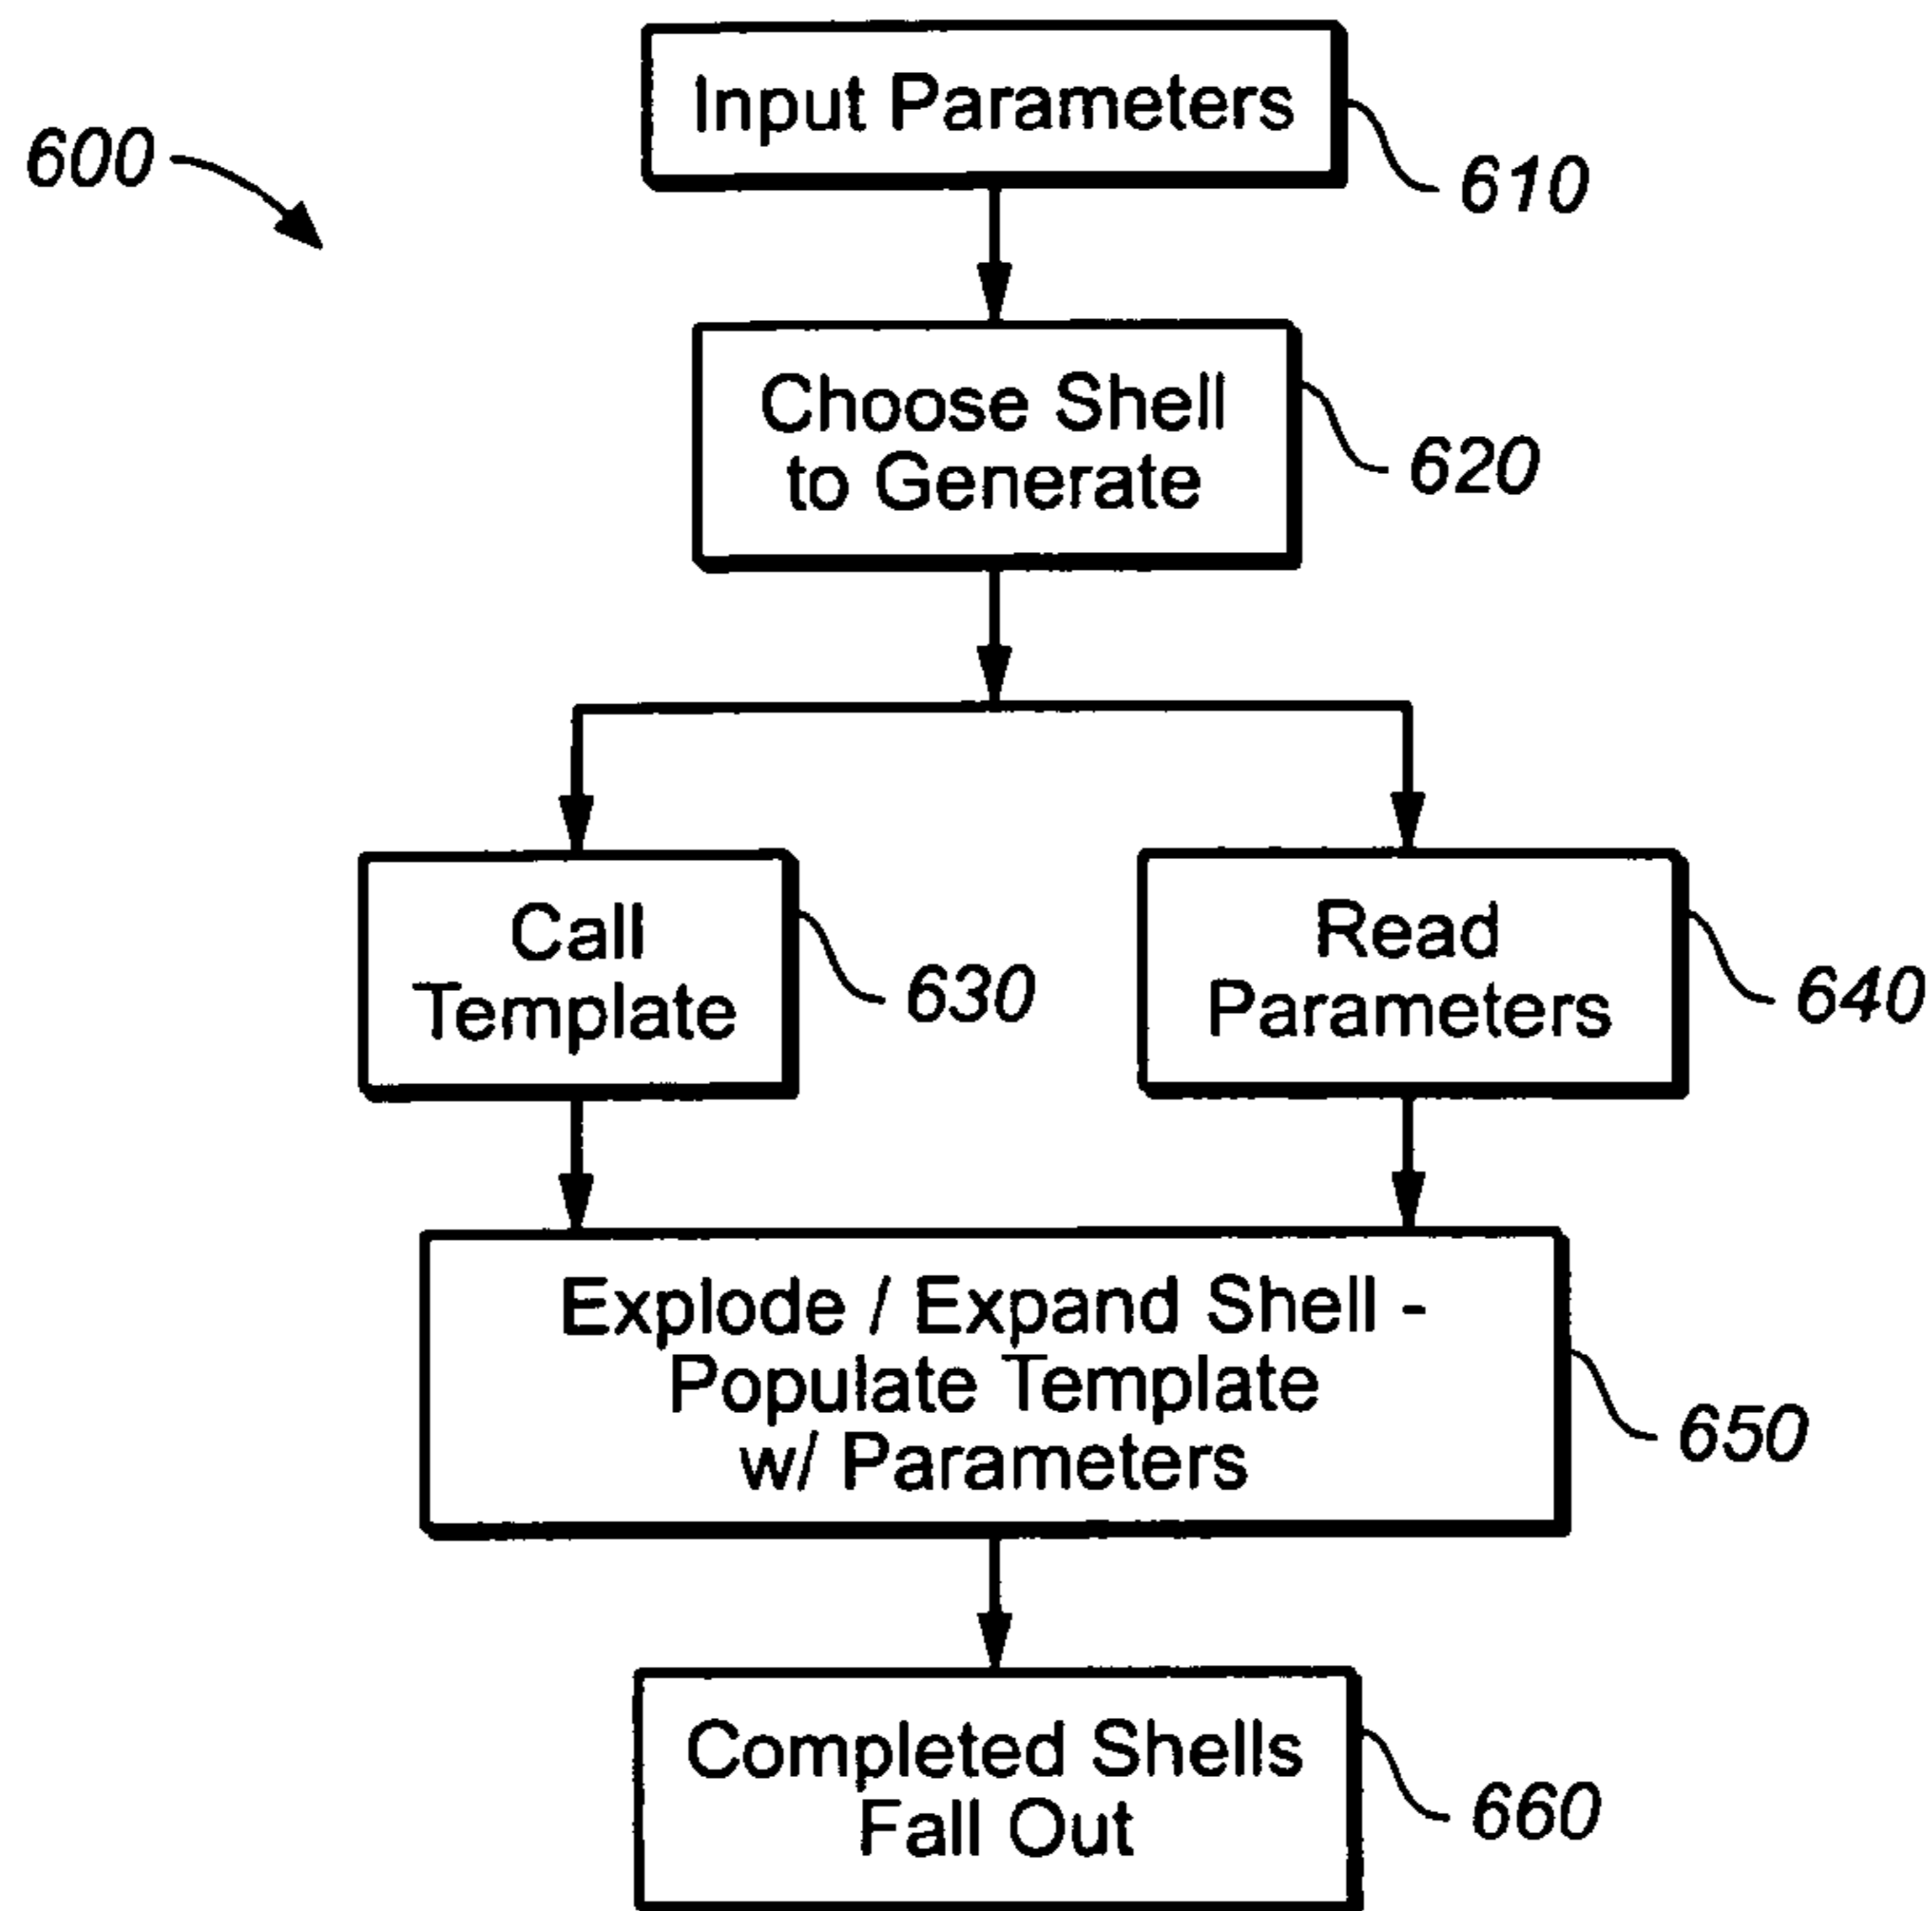 Input Parameters
600
610
Choose Shell
to Generate
620
Call
Template
630
Read
Parameters
640
Explode / Expand Shell -
Populate Template
w/ Parameters
650
Completed Shells
Fall Out
660